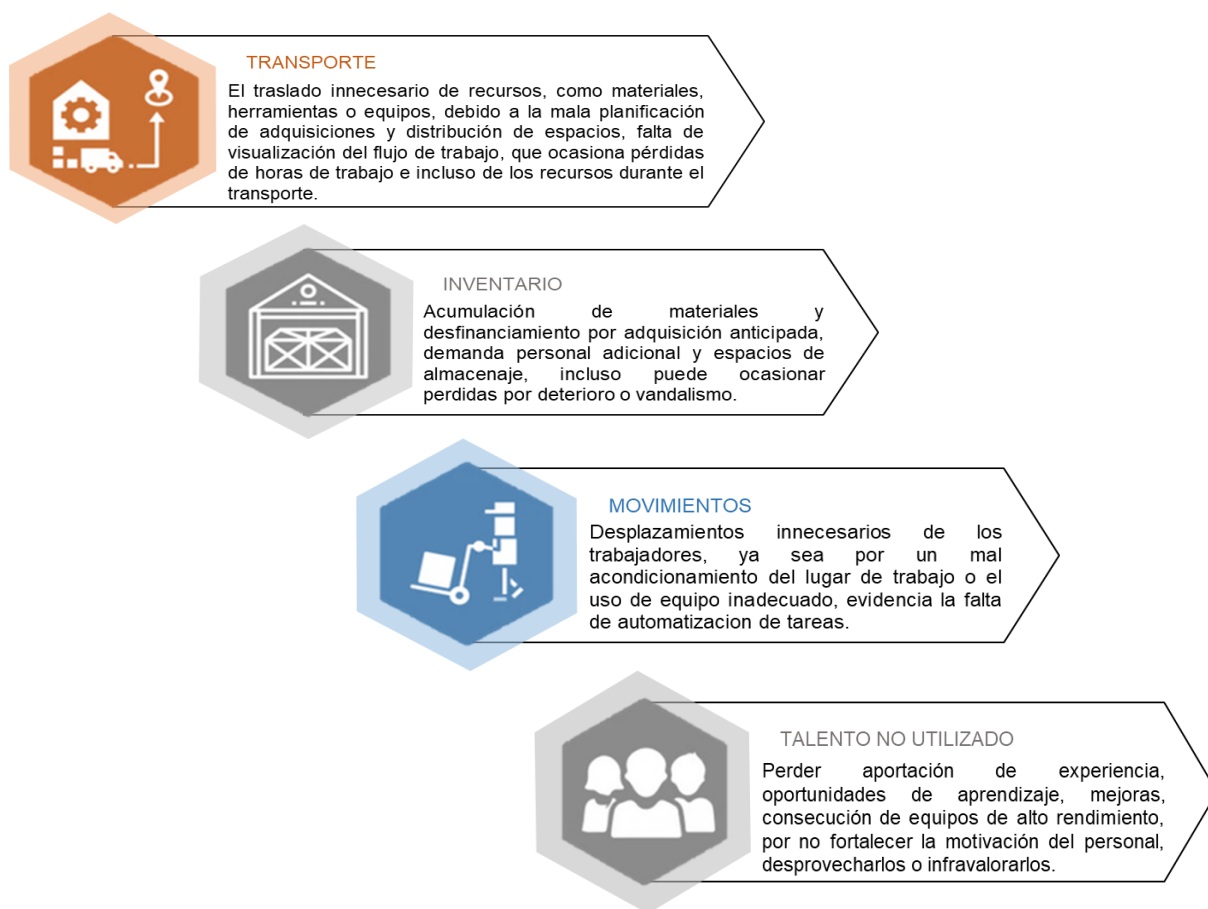 TRANSPORTE
El traslado innecesario de recursos, como materiales,
herramientas o equipos, debido a la mala planificación
de adquisiciones y distribución de espacios, falta de
visualización del flujo de trabajo, que ocasiona pérdidas
de horas de trabajo e incluso de los recursos durante el
transporte.
INVENTARIO
Acumulación de materiales y
desfinanciamiento por adquisición anticipada,
demanda personal adicional y espacios de
almacenaje, incluso puede ocasionar
perdidas por deterioro o vandalismo.
MOVIMIENTOS
Desplazamientos innecesarios de los
trabajadores, ya sea por un mal
acondicionamiento del lugar de trabajo o el
uso de equipo inadecuado, evidencia la falta
de automatizacion de tareas.
TALENTO NO UTILIZADO
Perder aportación de experiencia,
oportunidades de aprendizaje, mejoras,
consecución de equipos de alto rendimiento,
por no fortalecer la motivación del personal,
desprovecharlos o infravalorarlos.